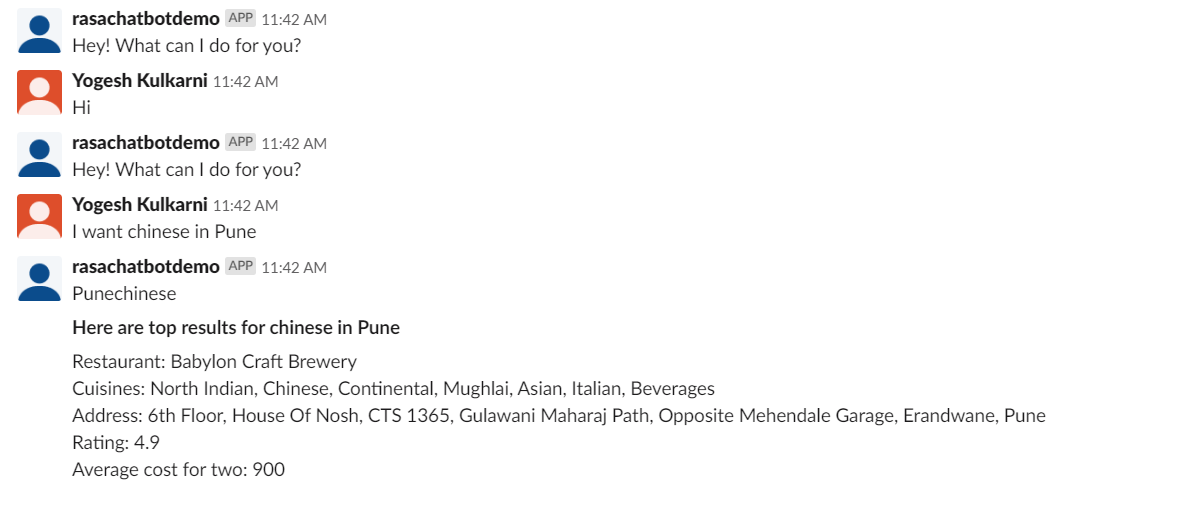 rasachatbotdemo APP 11:42 AM
Hey! What can I do for you?
Yogesh Kulkarni 11:42 AM
Hi
rasachatbotdemo APP 11:42 AM
Hey! What can I do for you?
Yogesh Kulkarni 11:42 AM
I want chinese in Pune
rasachatbotdemo APP 11:42 AM
Punechinese
Here are top results for chinese in Pune
Restaurant: Babylon Craft Brewery
Cuisines: North Indian, Chinese, Continental, Mughlai, Asian, Italian, Beverages
Address: 6th Floor, House Of Nosh, CTS 1365, Gulawani Maharaj Path, Opposite Mehendale Garage, Erandwane, Pune
Rating: 4.9
Average cost for two: 900